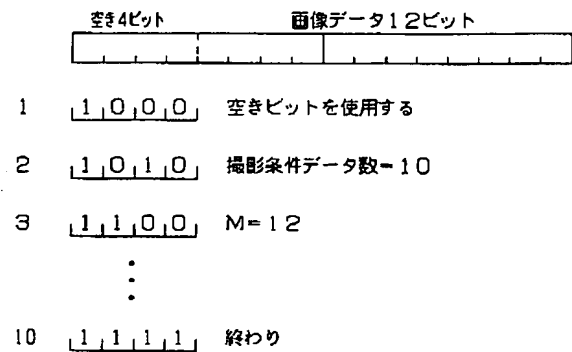 空き4ビット 画像データ12ビット
1 1 0 0 0 空きビットを使用する
2 1 0 1 0 撮影条件データ数=10
3 1 1 0 0 M=12
10 1 1 1 1 終わり